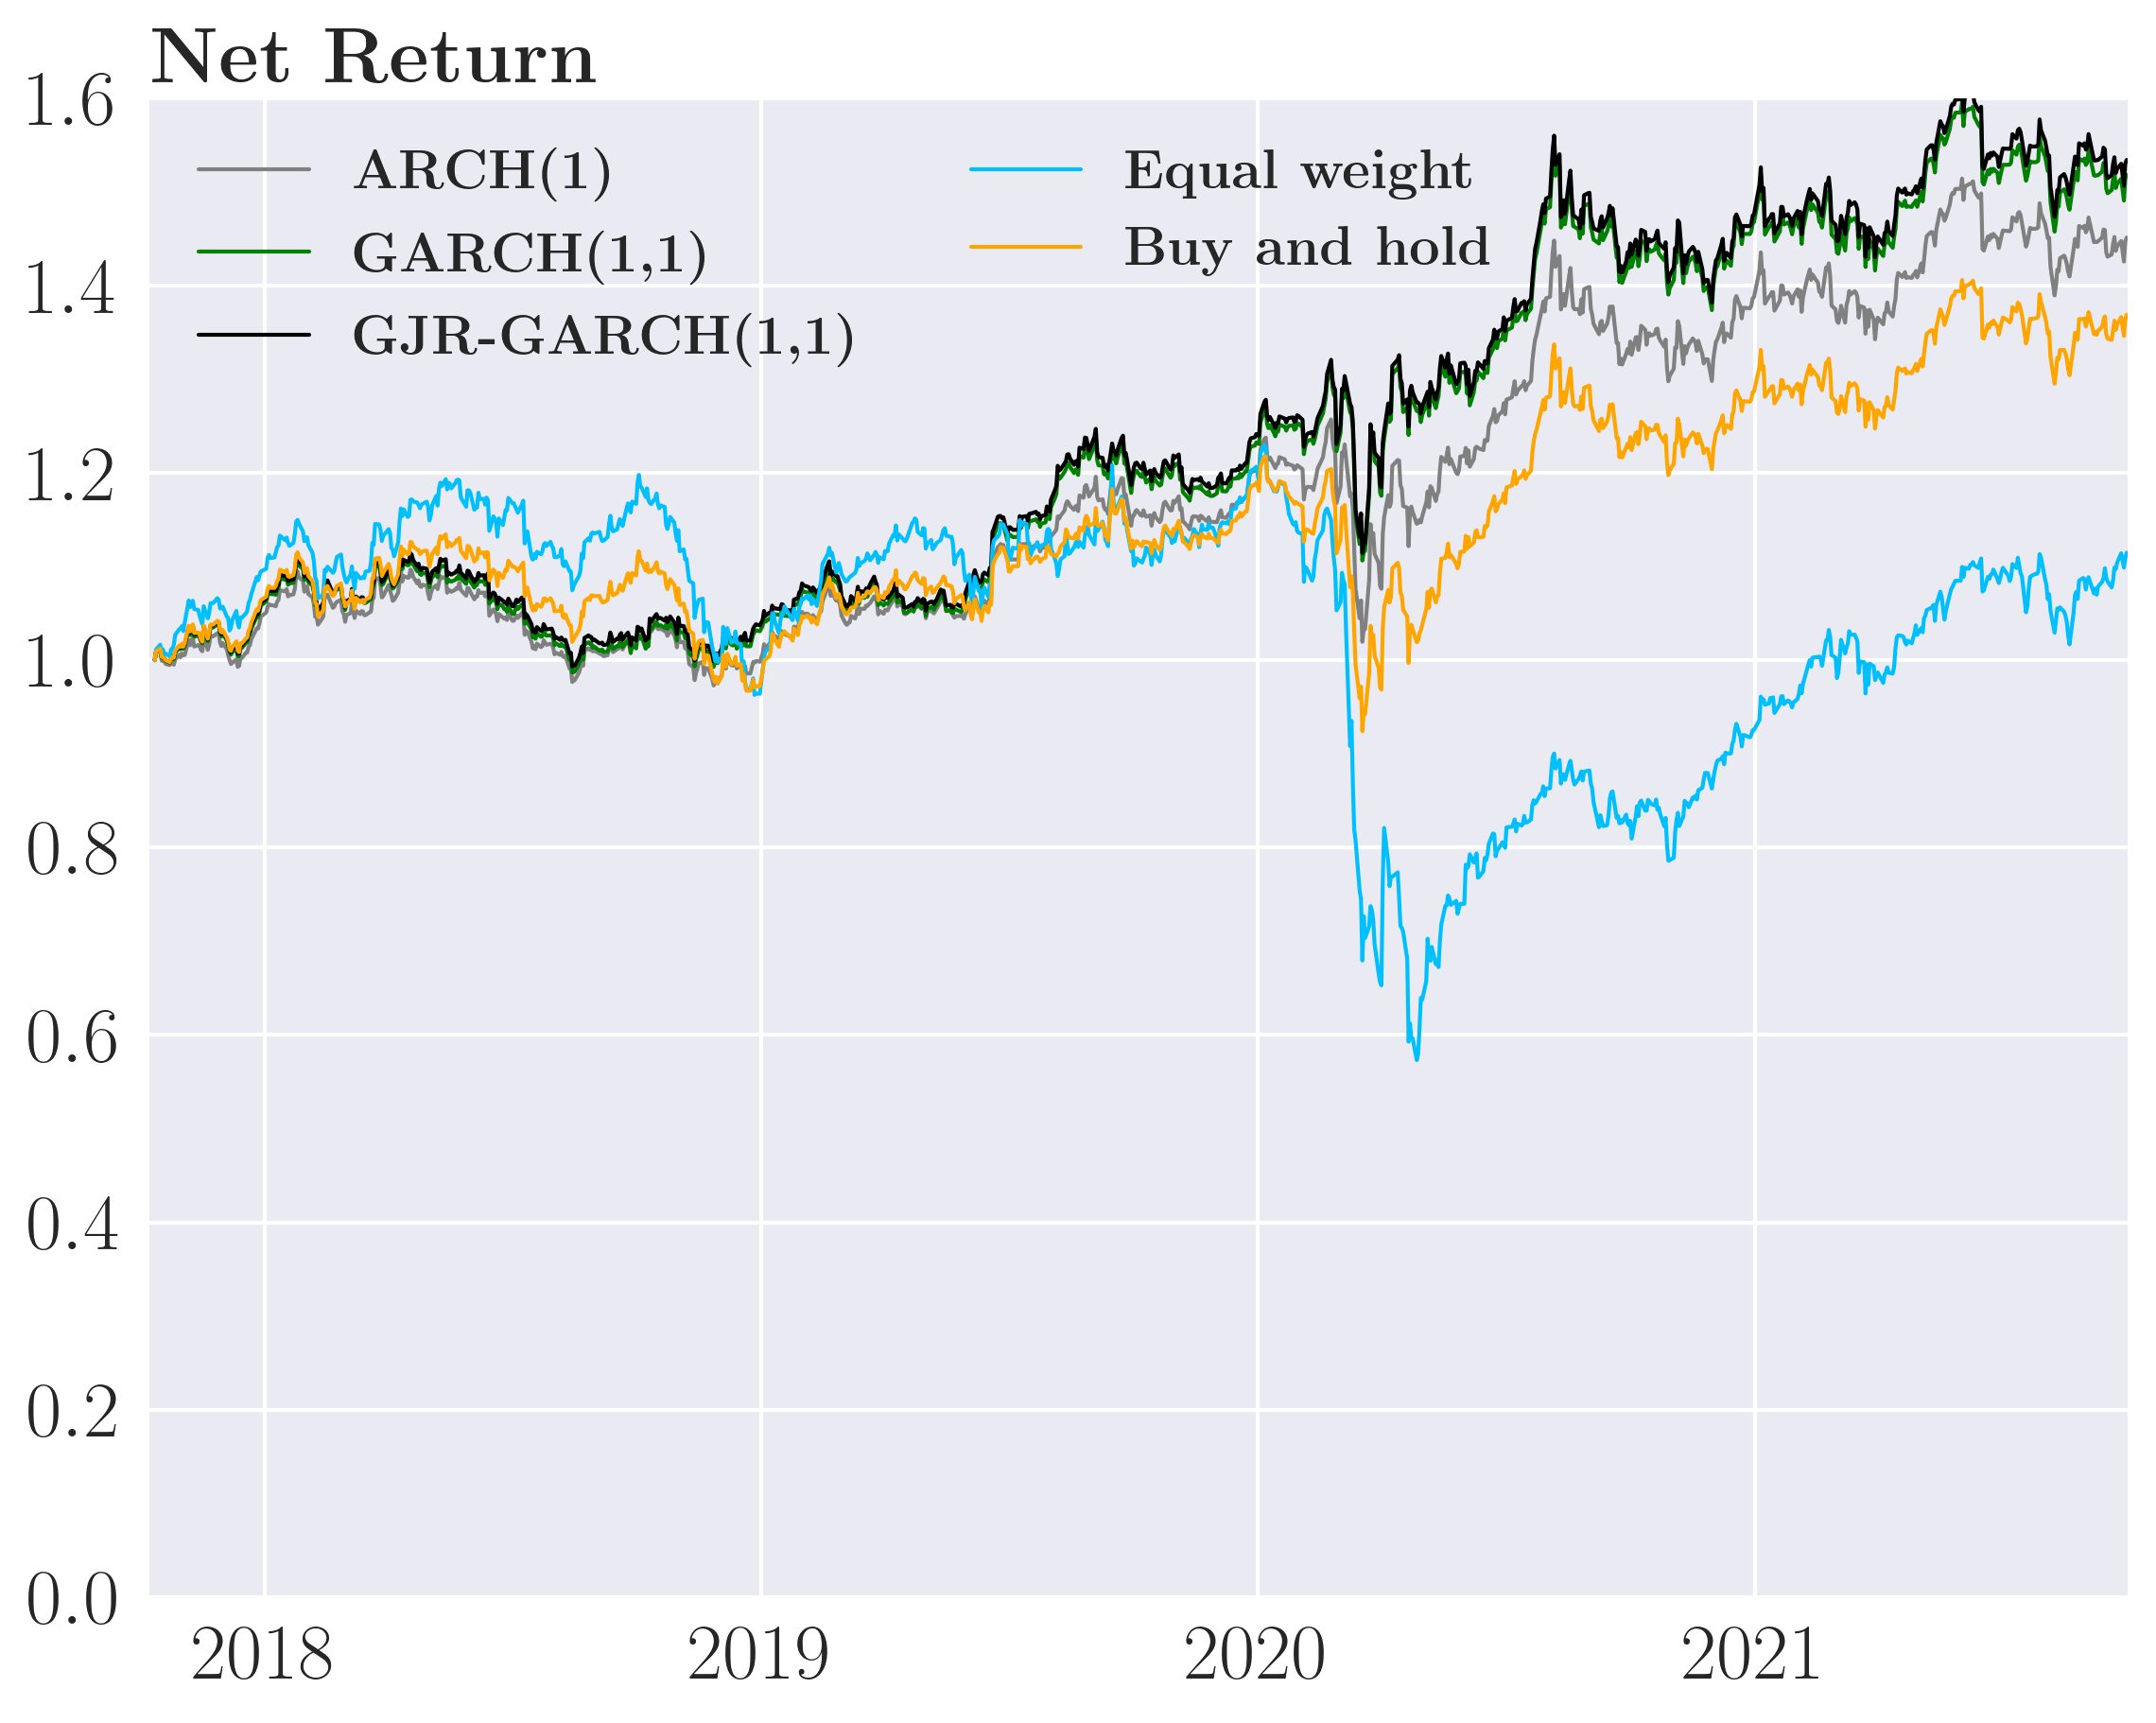 Net Return
1.6
1.4
1.2
1.0
0.8
0.6
0.4
0.2
0.0
ARCH(1)
GARCH(1,1)
GJR-GARCH(1,1)
Equal weight
Buy and hold
2018 2019 2020 2021